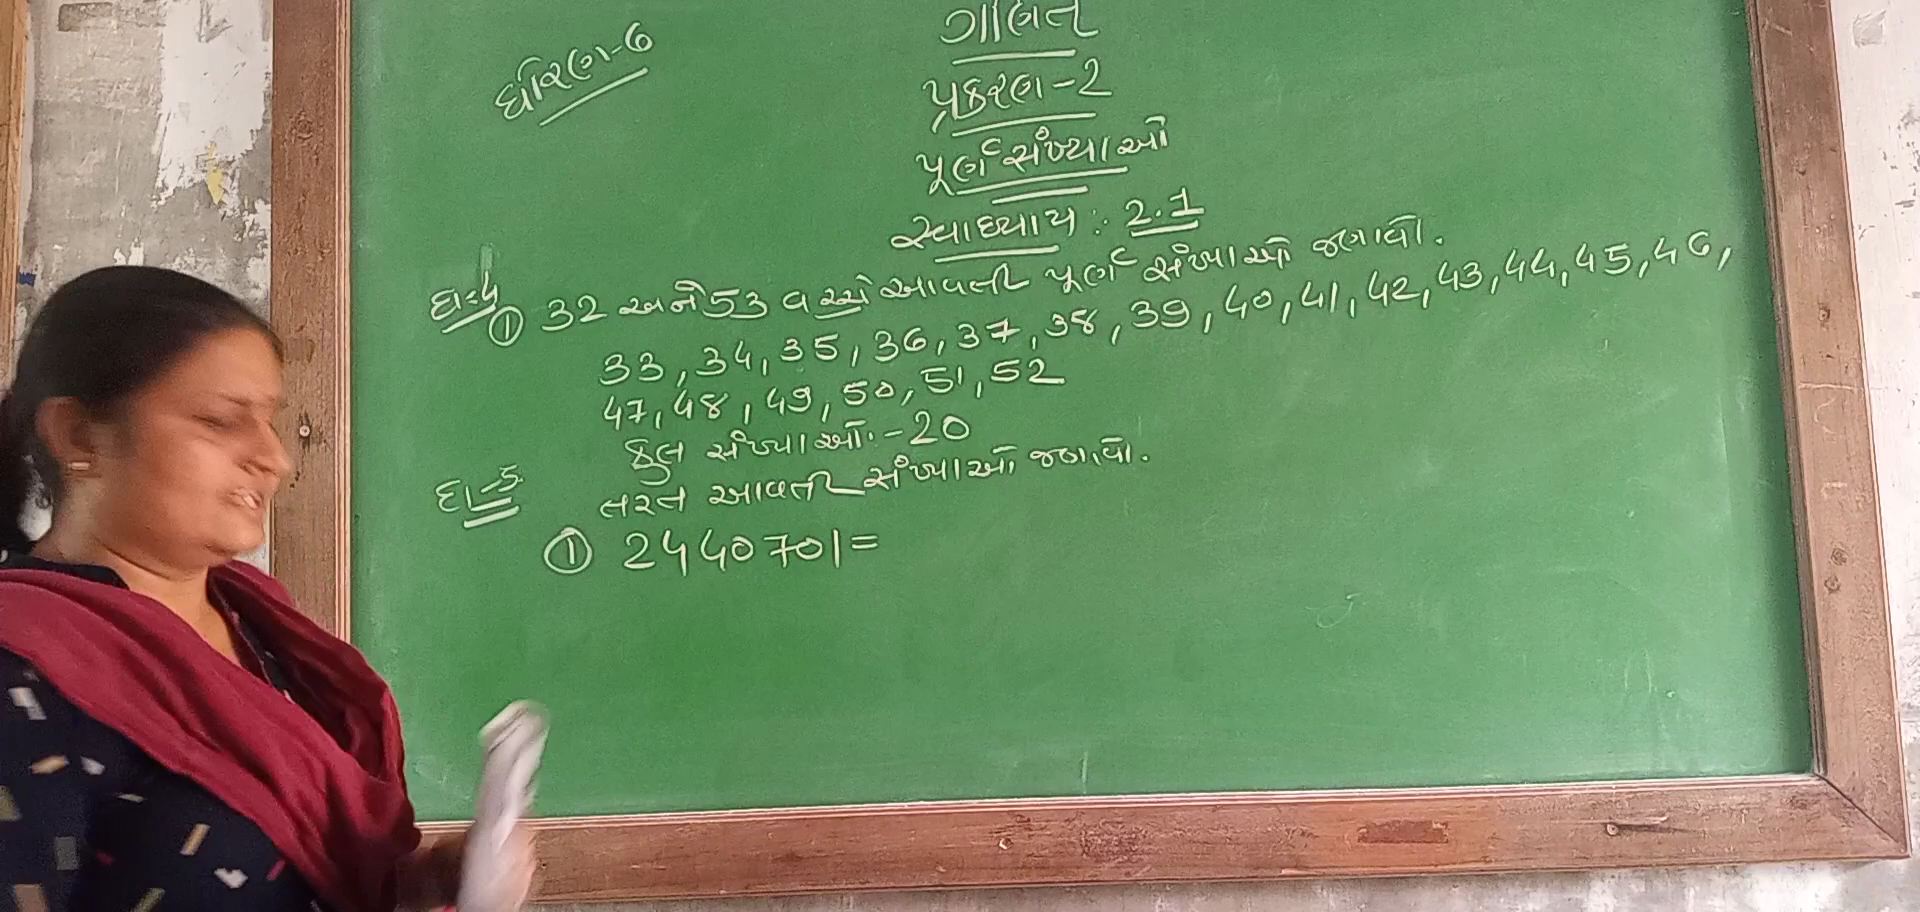 ગણિત
ધોરણ-6
પ્રકરણ-2
પૂર્ણ સંખ્યાઓ
સ્વાધ્યાય : 2.1
દા-4
① 32 અને 53 વચ્ચે આવતી પૂર્ણ સંખ્યાઓ જણાવો.
33, 34, 35, 36, 37, 38, 39, 40, 41, 42, 43, 44, 45, 46,
47, 48, 49, 50, 51, 52
કુલ સંખ્યાઓ.-20
દા-5 તરત આવતી સંખ્યાઓ જણાવો.
① 2440701=